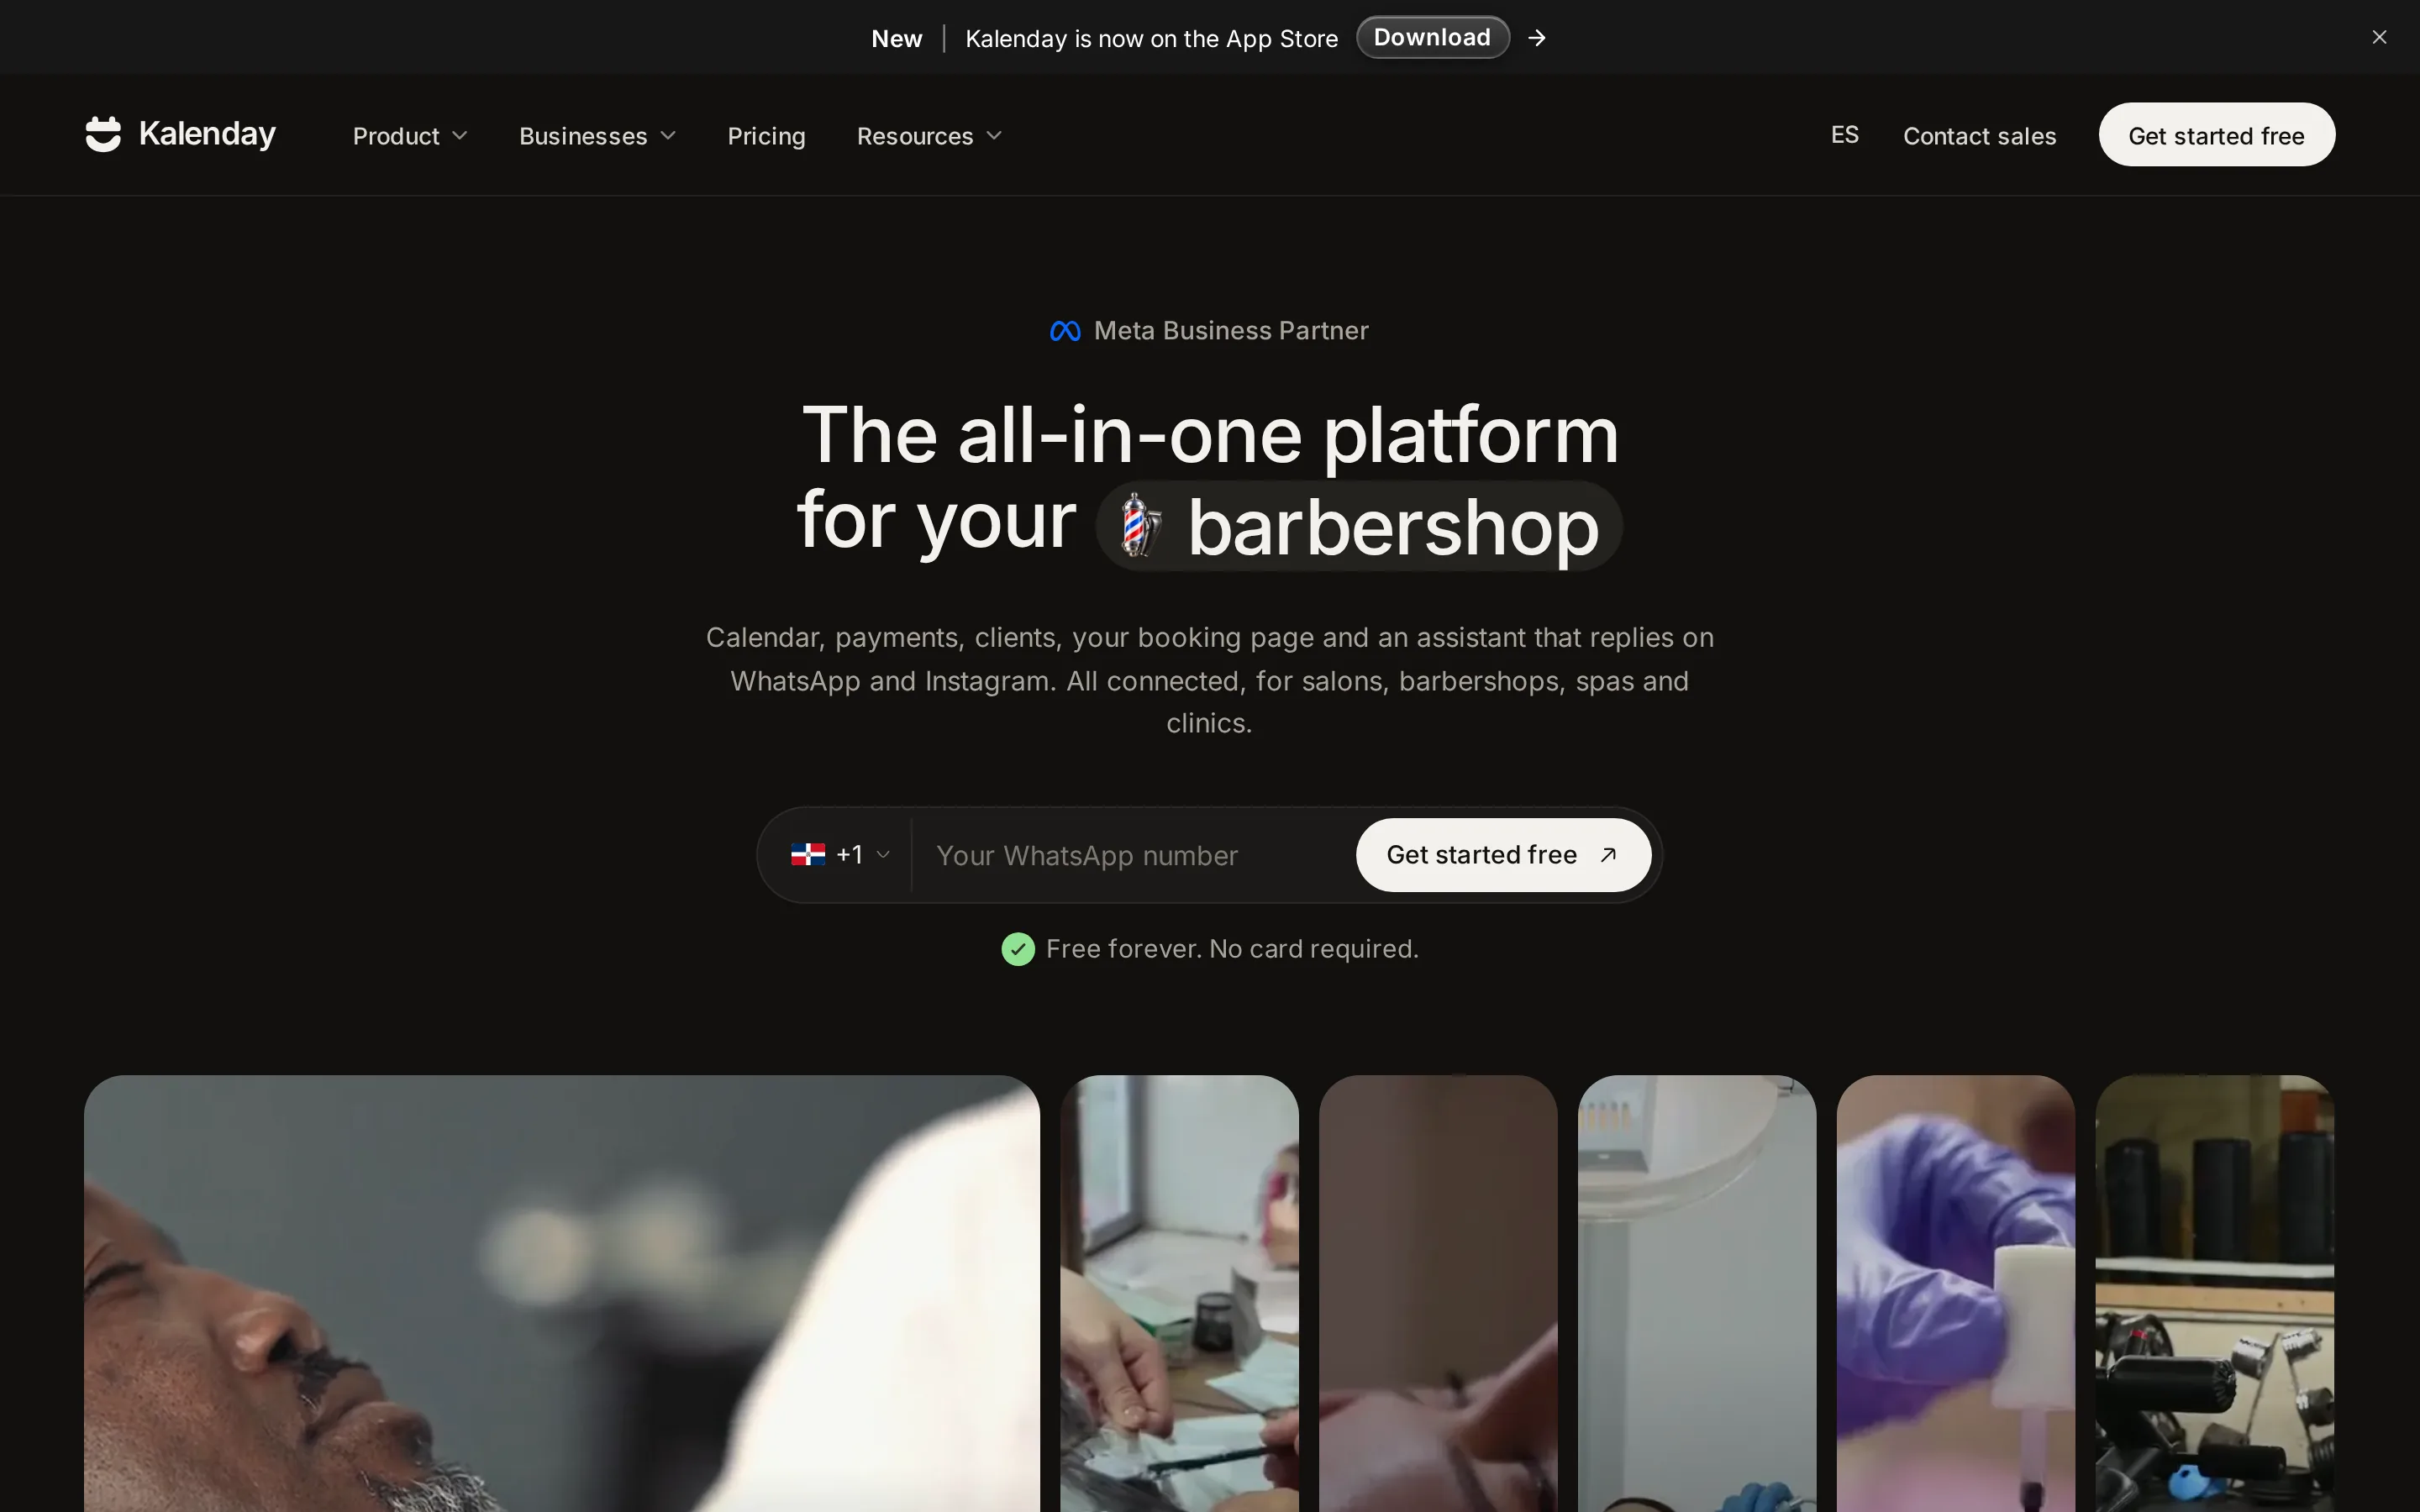 New | Kalenday is now on the App Store Download →
Kalenday
Product
Businesses
Pricing
Resources
ES
Contact sales
Get started free
Meta Business Partner
The all-in-one platform
for your barbershop
Calendar, payments, clients, your booking page and an assistant that replies on
WhatsApp and Instagram. All connected, for salons, barbershops, spas and
clinics.
+1
Your WhatsApp number
Get started free
Free forever. No card required.